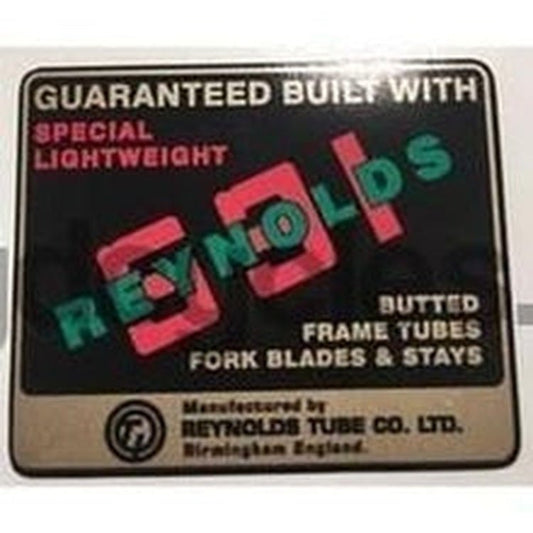 GUARANTEED BUILT WITH
SPECIAL
LIGHTWEIGHT
531
REYNOLDS
BUTTED
FRAME TUBES
FORK BLADES & STAYS
Manufactured by
REYNOLDS TUBE CO. LTD.
Birmingham England.